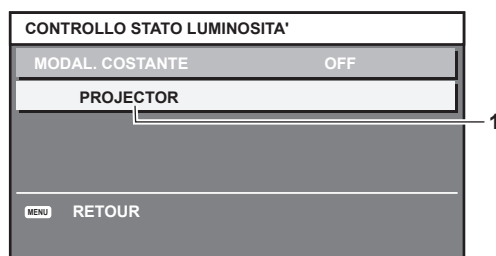 CONTROLLO STATO LUMINOSITA'
MODAL. COSTANTE OFF
PROJECTOR
1
MENU RETOUR